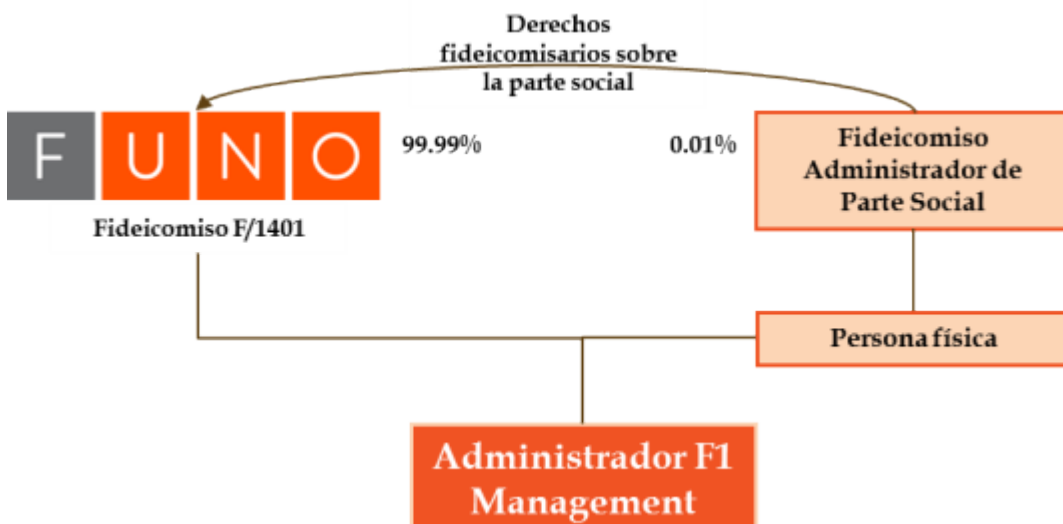 Derechos
fideicomisarios sobre
la parte social
FUNO
99.99%
0.01%
Fideicomiso
Administrador de
Parte Social
Fideicomiso F/1401
Persona física
Administrador F1
Management